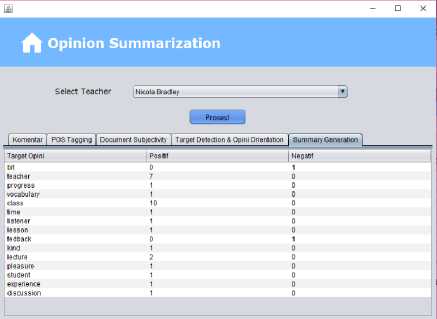 Opinion Summarization
Select Teacher Nicola Bradley
Proses!
Komentar POS Tagging Document Subjectivity Target Detection & Opini Orientation Summary Generation
Target Opini Positif Negatif
bit 0 1
teacher 7 0
progress 1 0
vocabulary 1 0
class 10 0
time 1 0
listener 1 0
lesson 1 0
fedback 0 1
kind 1 0
lecture 2 0
pleasure 1 0
student 1 0
experience 1 0
discussion 1 0